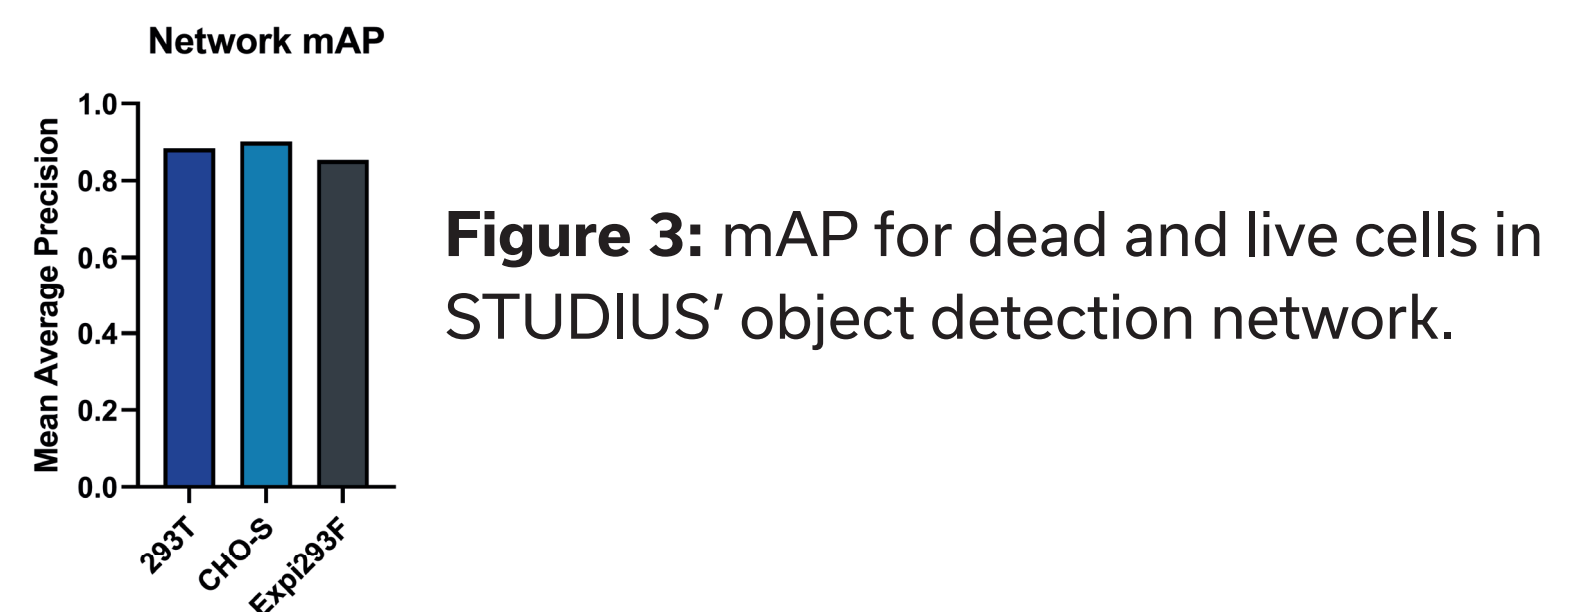 Network mAP
Mean Average Precision
1.0
0.8
0.6
0.4
0.2
0.0
293T
CHO-S
Expi293F
Figure 3: mAP for dead and live cells in
STUDIUS’ object detection network.